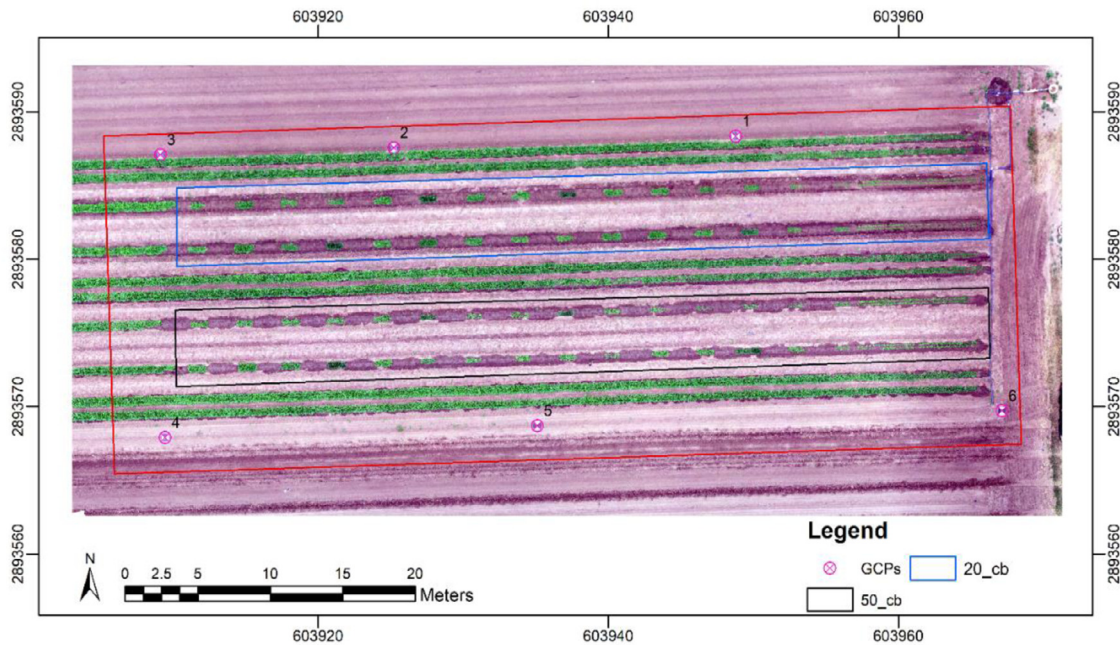 603920 603940 603960
2893590 2893590
3 2 1
2893580 2893580
2893570 2893570
4 5 6
2893560 2893560
N
0 2.5 5 10 15 20
Meters
Legend
GCPs 20_cb
50_cb
603920 603940 603960